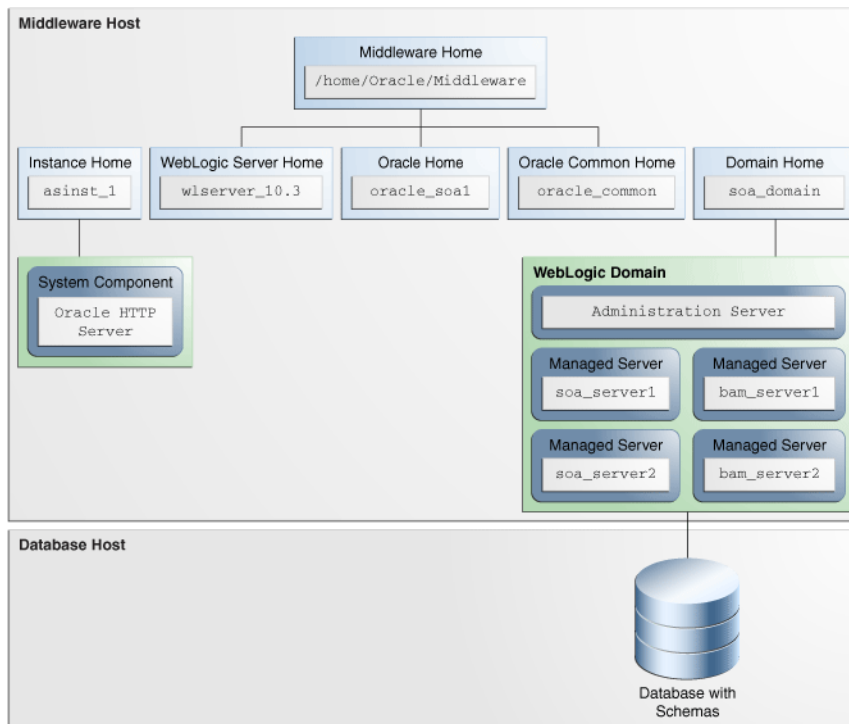 Middleware Host
Middleware Home
/home/Oracle/Middleware
Instance Home
asinst_1
WebLogic Server Home
wlserver_10.3
Oracle Home
oracle_soa1
Oracle Common Home
oracle_common
Domain Home
soa_domain
System Component
Oracle HTTP
Server
WebLogic Domain
Administration Server
Managed Server
soa_server1
Managed Server
bam_server1
Managed Server
soa_server2
Managed Server
bam_server2
Database Host
Database with
Schemas